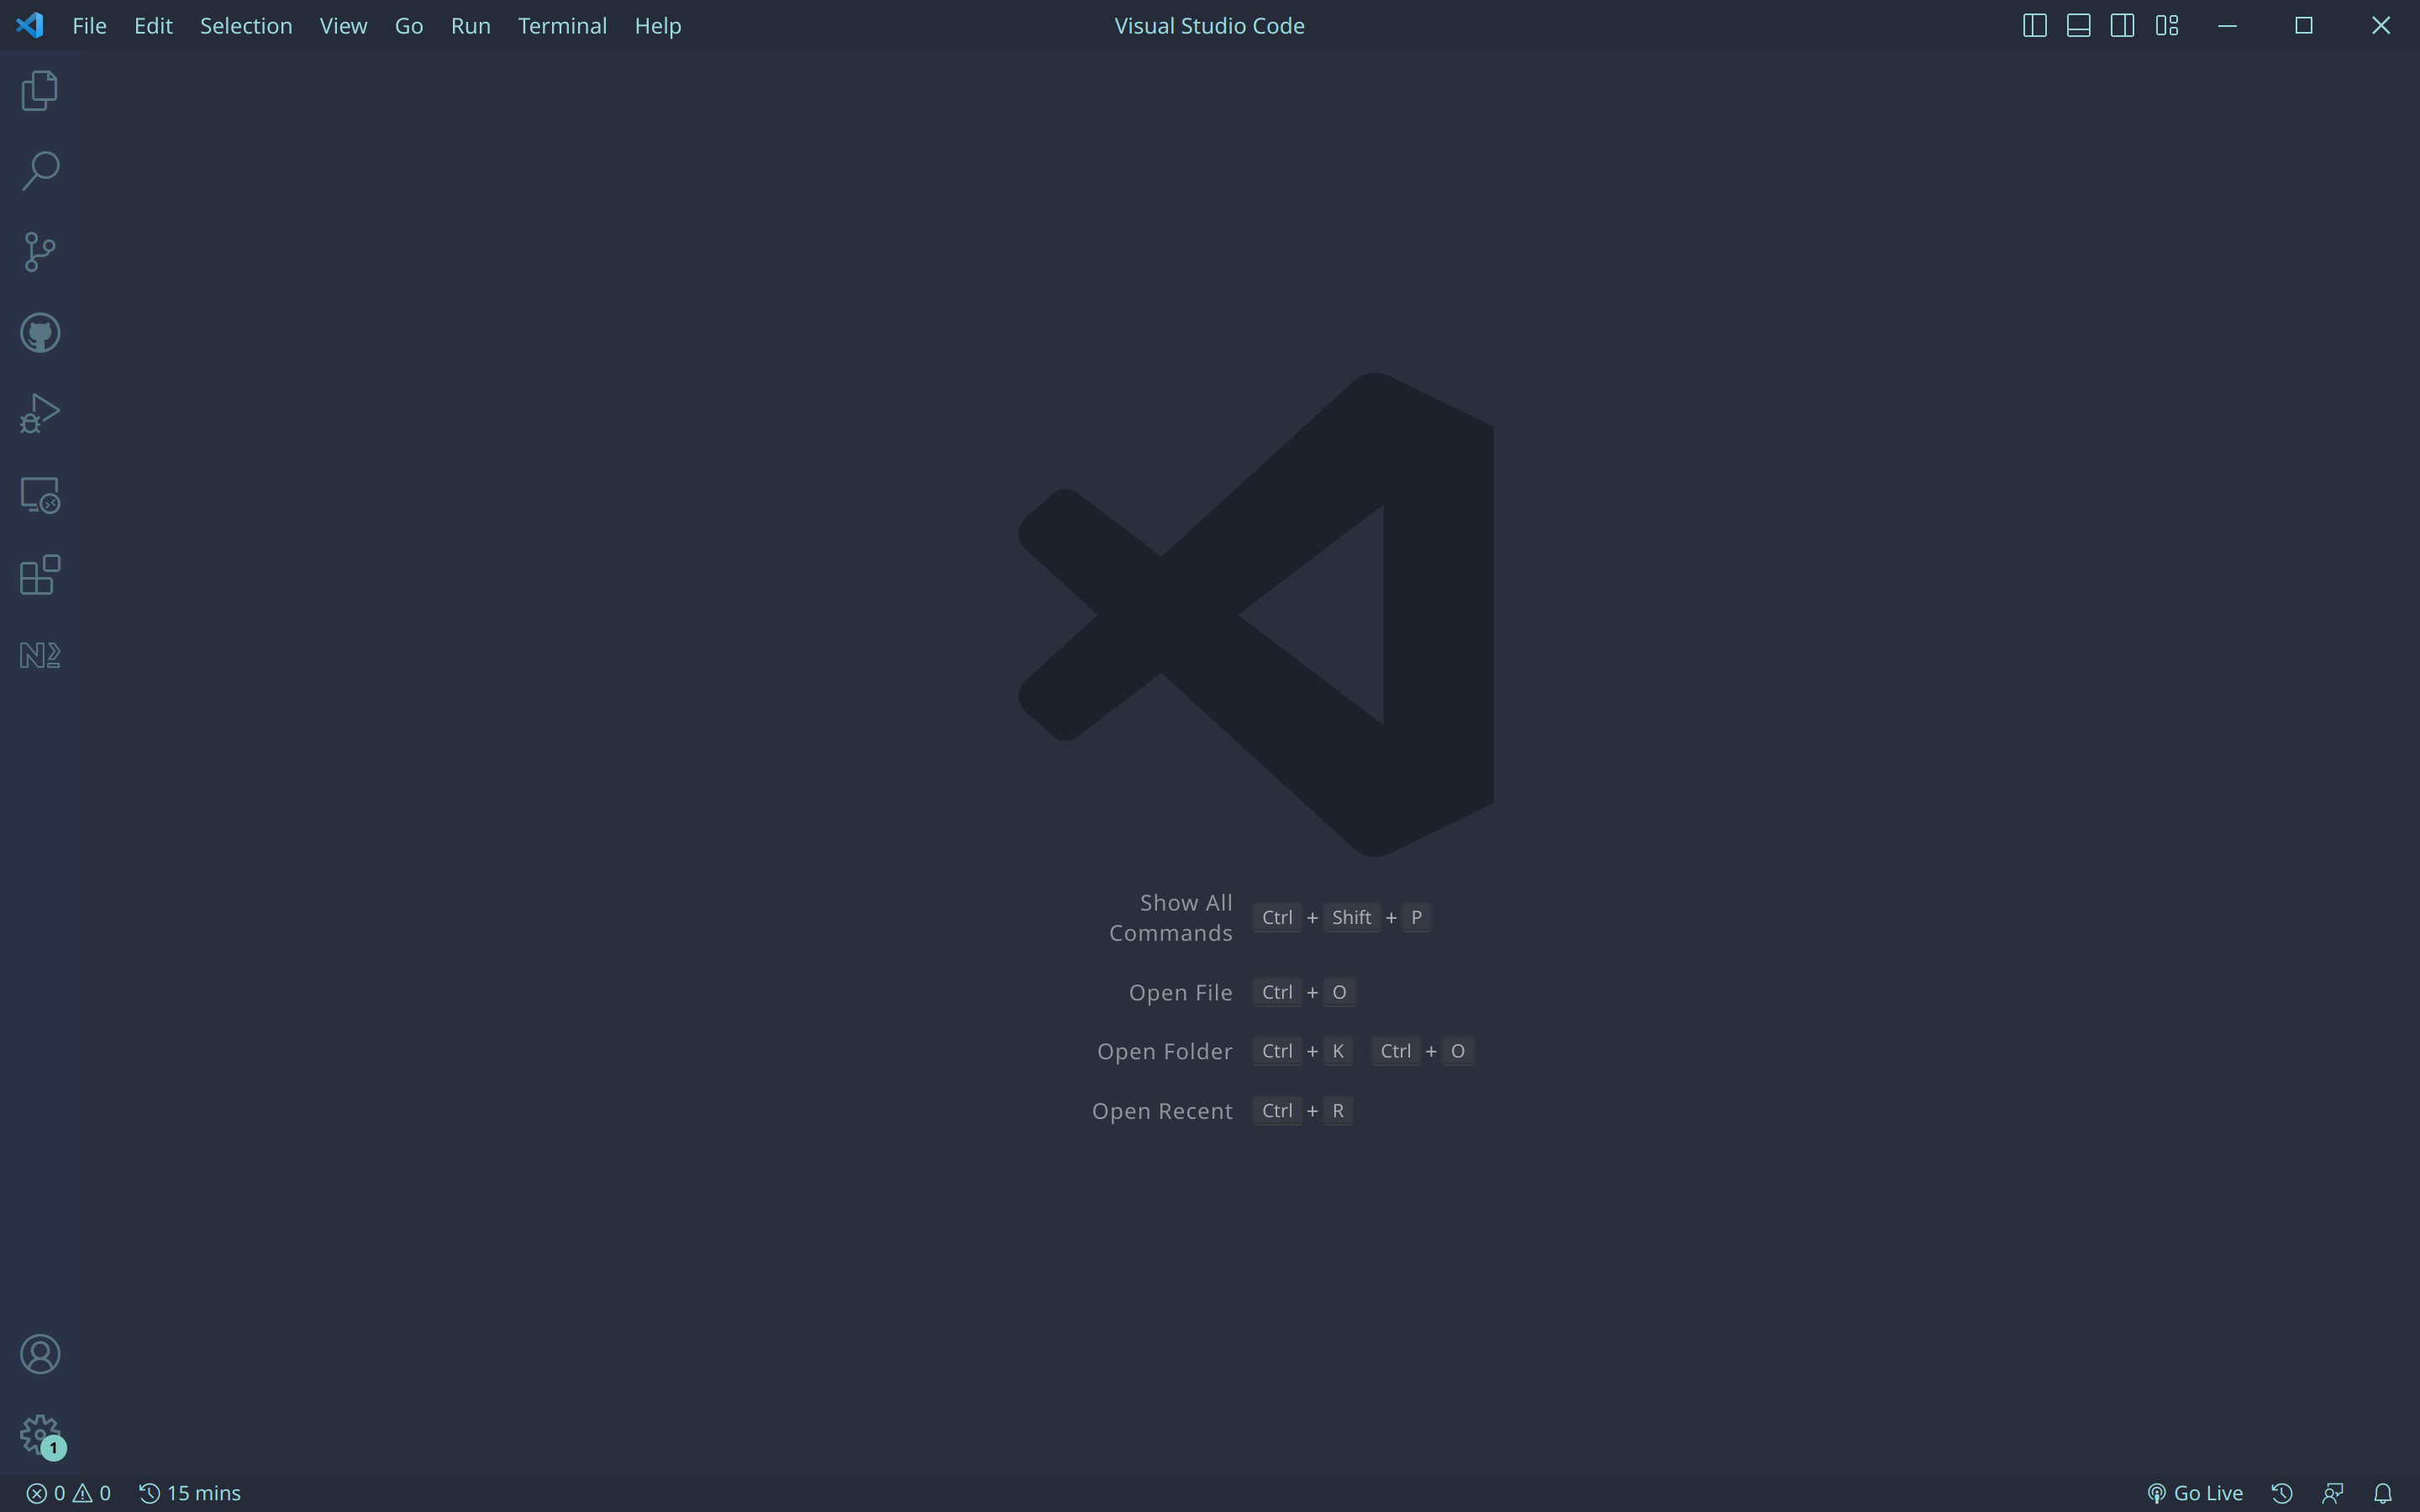 File Edit Selection View Go Run Terminal Help Visual Studio Code
Show All
Commands Ctrl + Shift + P
Open File Ctrl + O
Open Folder Ctrl + K Ctrl + O
Open Recent Ctrl + R
1
0 0 15 mins Go Live